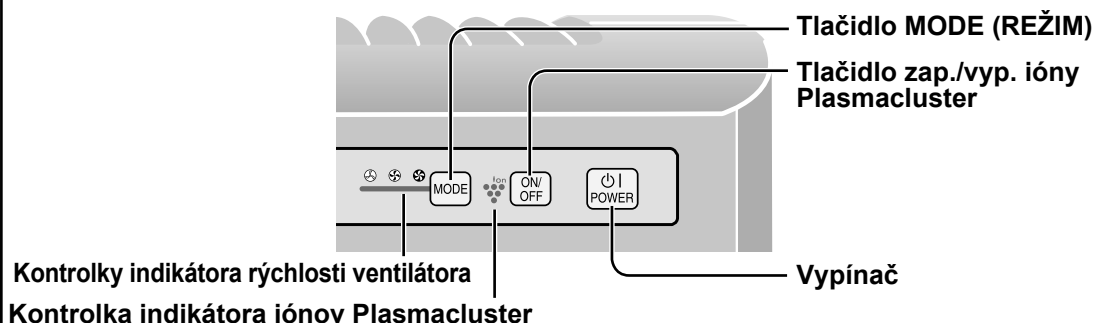 Tlačidlo MODE (REŽIM)
Tlačidlo zap./vyp. ióny
Plasmacluster
MODE
Ion
ON/
OFF
POWER
Kontrolky indikátora rýchlosti ventilátora
Vypínač
Kontrolka indikátora iónov Plasmacluster